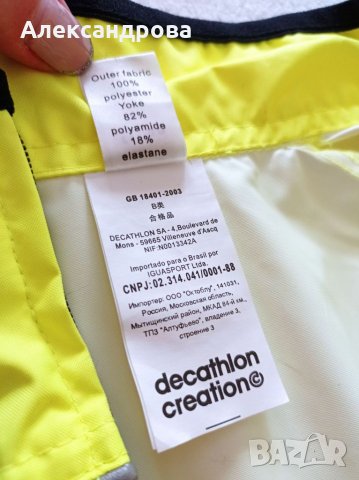 Александрова
Outer fabric
100%
polyester
Yoke
82%
polyamide
18%
elastane
GB 18401-2003
B类
合格品
DECATHLON SA - 4, Boulevard de
Mons - 59665 Villeneuve d'Ascq
NIF:N0013342A
Importado para o Brasil por
IGUASPORT Ltda.
CNPJ: 02.314.041/0001-88
Импортер: ООО "Октоблу", 141031,
Россия, Московская область,
Мытищинский район, МКАД 84-й км.,
ТПЗ "Алтуфьево", владение 3,
строение 3
decathlon
creation©
BAZAR